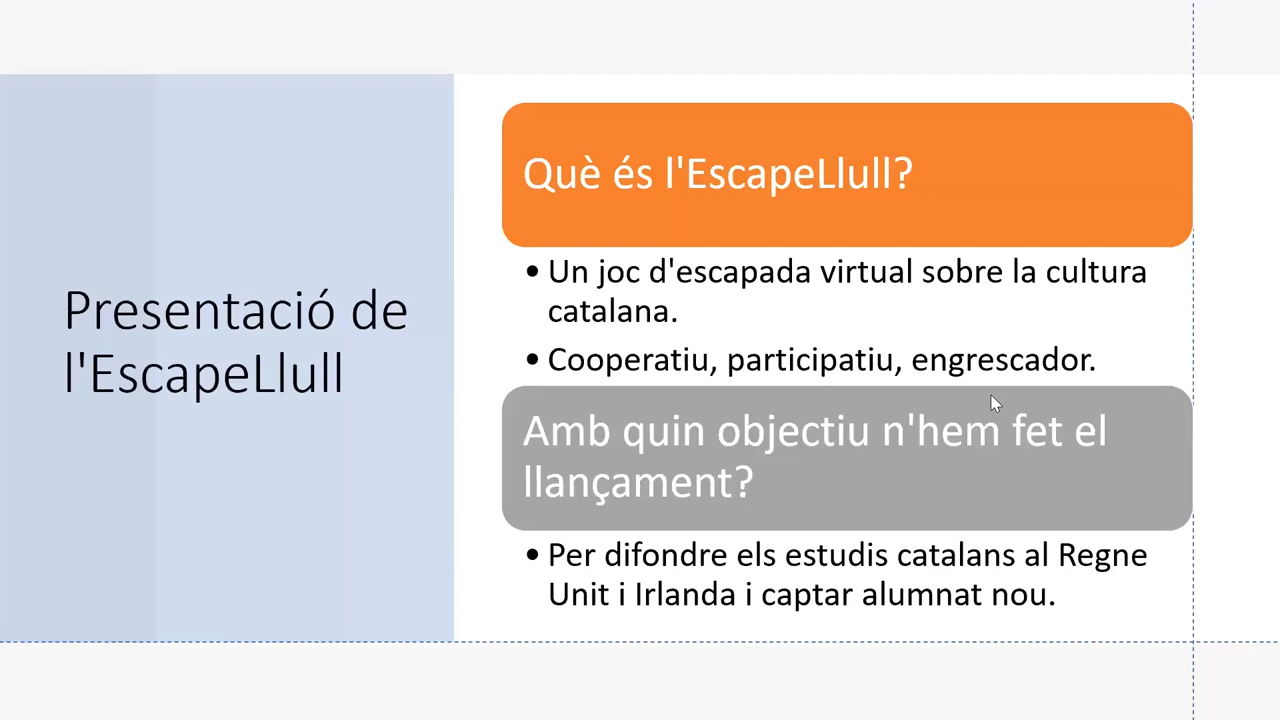 Presentació de
l'EscapeLlull
Què és l'EscapeLlull?
• Un joc d'escapada virtual sobre la cultura
catalana.
• Cooperatiu, participatiu, engrescador.
Amb quin objectiu n'hem fet el
llançament?
• Per difondre els estudis catalans al Regne
Unit i Irlanda i captar alumnat nou.